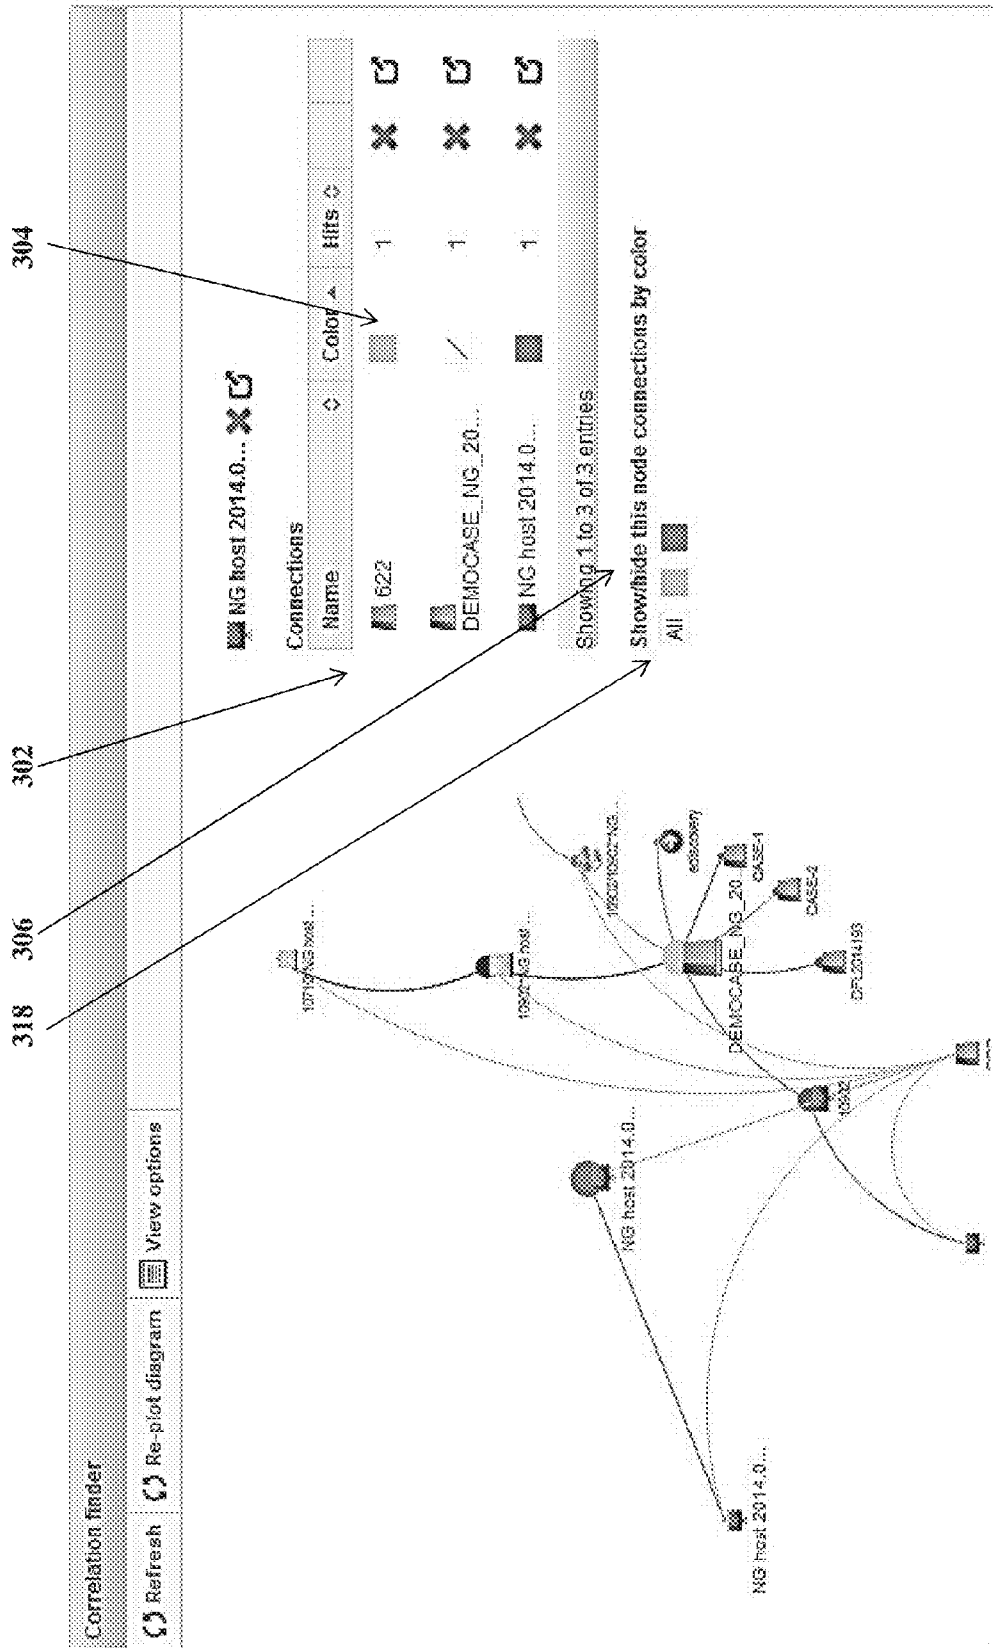 Correlation finder
Refresh
Re-plot diagram
View options
318
306
302
304
NG host 2014.0...
Connections
Name
Color
Hits
622
1
DEMOCASE_NG_20...
1
NG host 2014.0...
1
Showing 1 to 3 of 3 entries
Show/hide this node connections by color
All
NG host 2014.0...
NG host 2014.0...
10902
DEMOCASE_NG_20
CASE-1
CASE-2
ediscovery